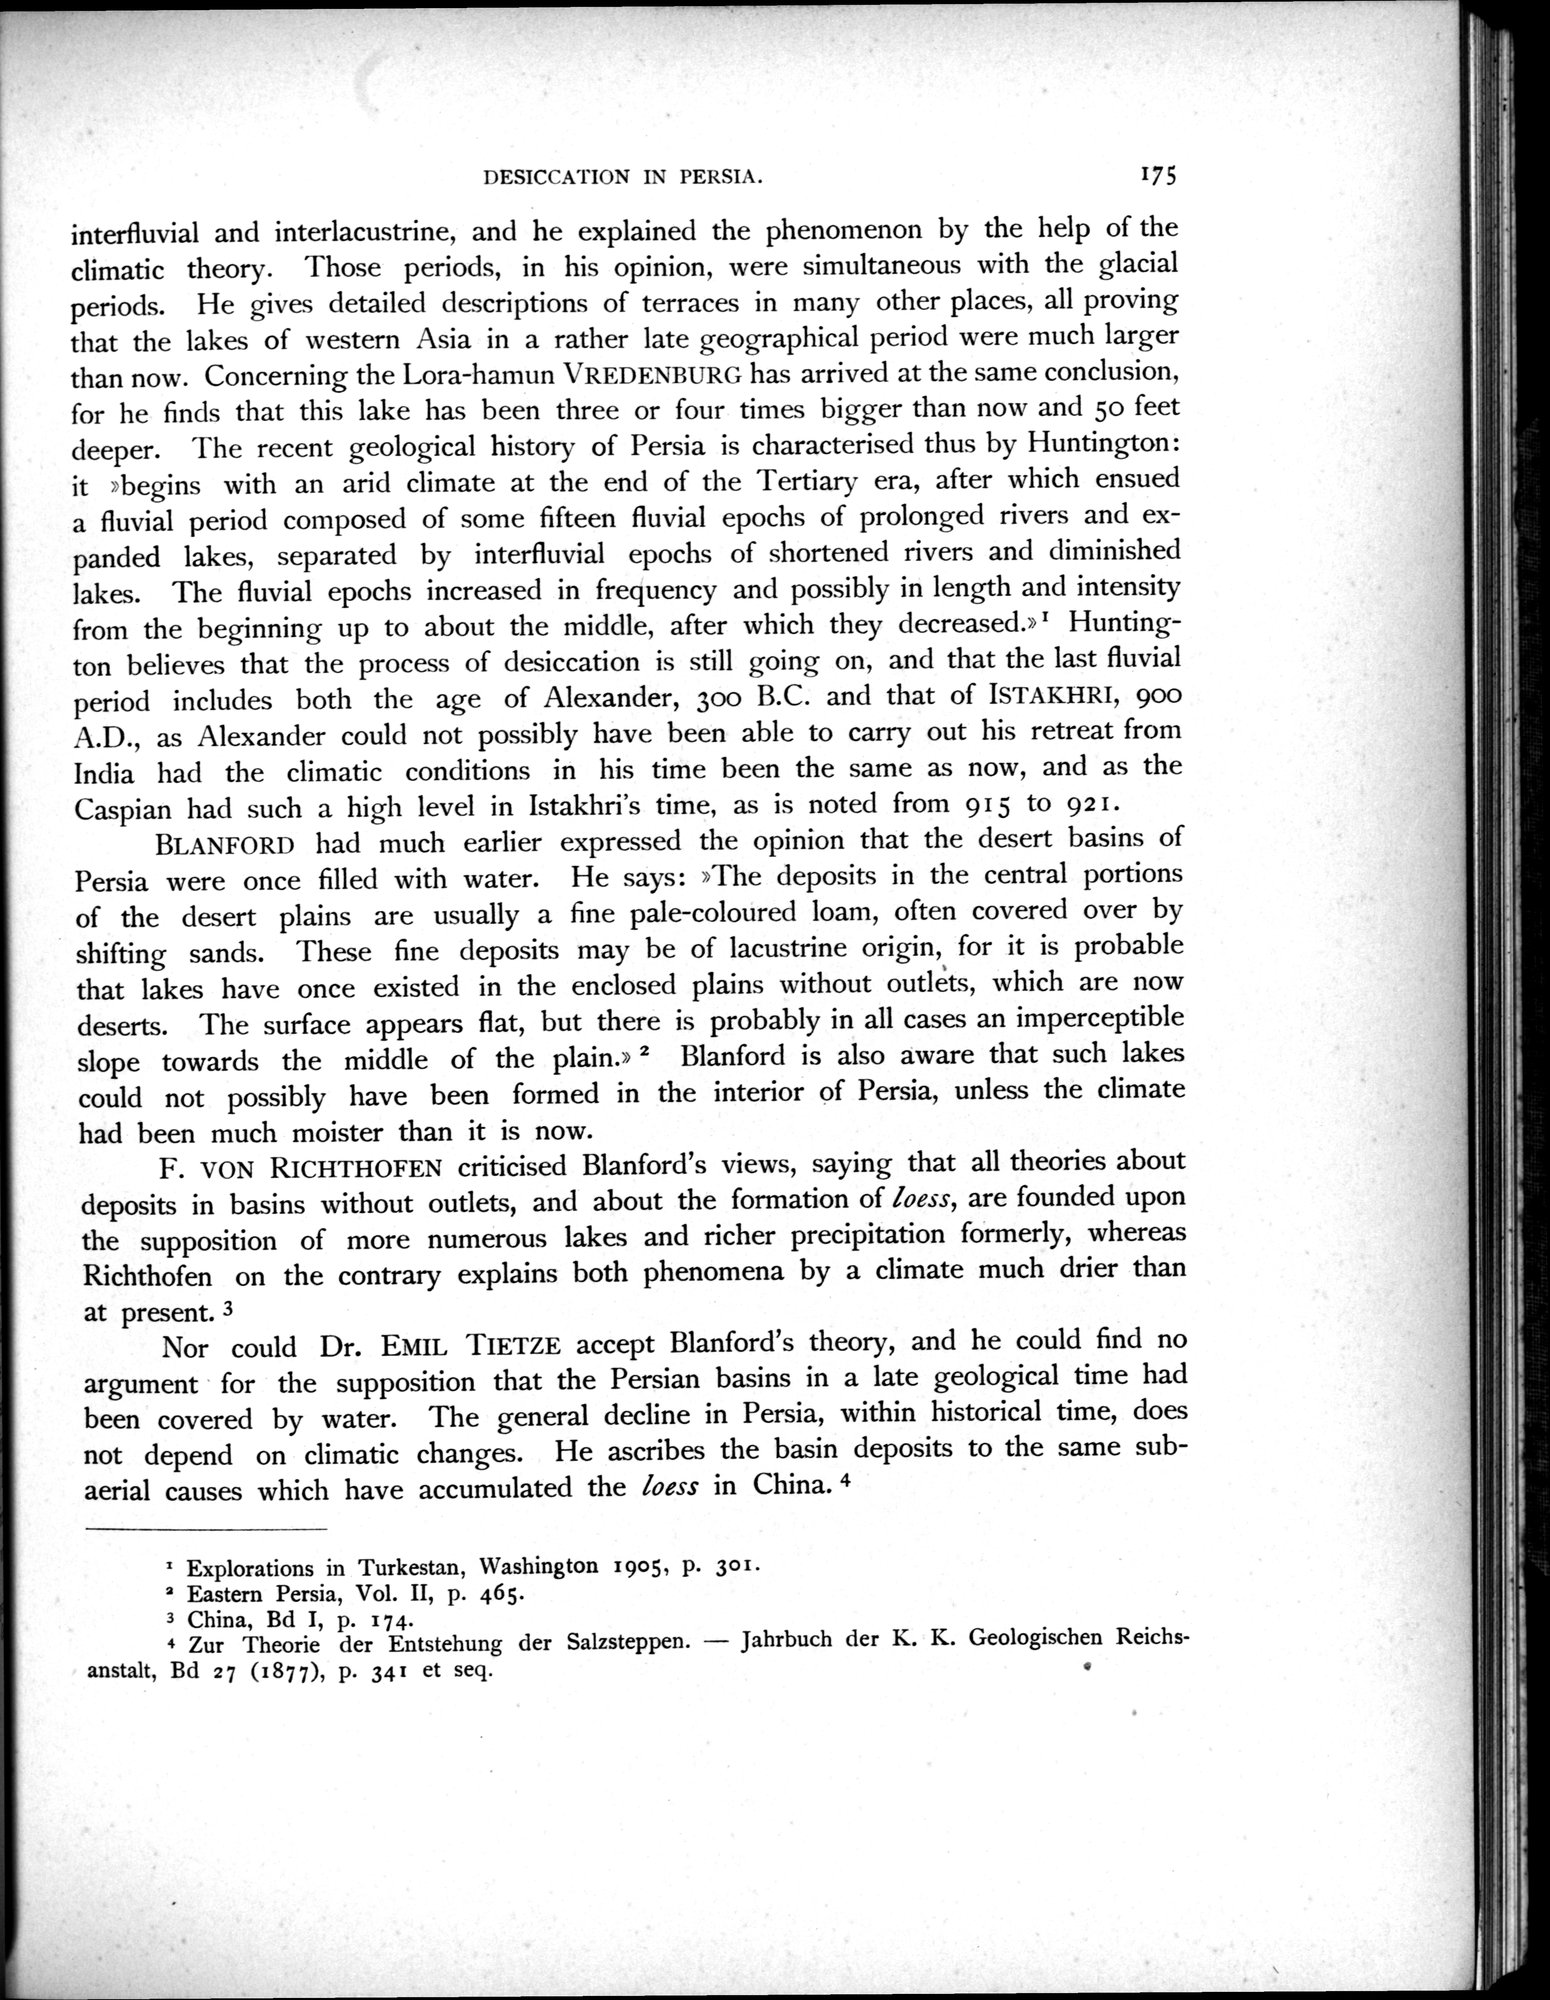 DESICCATION IN PERSIA. 175
interfluvial and interlacustrine, and he explained the phenomenon by the help of the
climatic theory. Those periods, in his opinion, were simultaneous with the glacial
periods. He gives detailed descriptions of terraces in many other places, all proving
that the lakes of western Asia in a rather late geographical period were much larger
than now. Concerning the Lora-hamun VREDENBURG has arrived at the same conclusion,
for he finds that this lake has been three or four times bigger than now and 50 feet
deeper. The recent geological history of Persia is characterised thus by Huntington:
it »begins with an arid climate at the end of the Tertiary era, after which ensued
a fluvial period composed of some fifteen fluvial epochs of prolonged rivers and ex-
panded lakes, separated by interfluvial epochs of shortened rivers and diminished
lakes. The fluvial epochs increased in frequency and possibly in length and intensity
from the beginning up to about the middle, after which they decreased.»¹ Hunting-
ton believes that the process of desiccation is still going on, and that the last fluvial
period includes both the age of Alexander, 300 B.C. and that of ISTAKHRI, 900
A.D., as Alexander could not possibly have been able to carry out his retreat from
India had the climatic conditions in his time been the same as now, and as the
Caspian had such a high level in Istakhri's time, as is noted from 915 to 921.
BLANFORD had much earlier expressed the opinion that the desert basins of
Persia were once filled with water. He says: »The deposits in the central portions
of the desert plains are usually a fine pale-coloured loam, often covered over by
shifting sands. These fine deposits may be of lacustrine origin, for it is probable
that lakes have once existed in the enclosed plains without outlets, which are now
deserts. The surface appears flat, but there is probably in all cases an imperceptible
slope towards the middle of the plain.» ² Blanford is also aware that such lakes
could not possibly have been formed in the interior of Persia, unless the climate
had been much moister than it is now.
F. VON RICHTHOFEN criticised Blanford's views, saying that all theories about
deposits in basins without outlets, and about the formation of loess, are founded upon
the supposition of more numerous lakes and richer precipitation formerly, whereas
Richthofen on the contrary explains both phenomena by a climate much drier than
at present. ³
Nor could Dr. EMIL TIETZE accept Blanford's theory, and he could find no
argument for the supposition that the Persian basins in a late geological time had
been covered by water. The general decline in Persia, within historical time, does
not depend on climatic changes. He ascribes the basin deposits to the same sub-
aerial causes which have accumulated the loess in China. ⁴
¹ Explorations in Turkestan, Washington 1905, p. 301.
² Eastern Persia, Vol. II, p. 465.
³ China, Bd I, p. 174.
⁴ Zur Theorie der Entstehung der Salzsteppen. — Jahrbuch der K. K. Geologischen Reichs-
anstalt, Bd 27 (1877), p. 341 et seq.